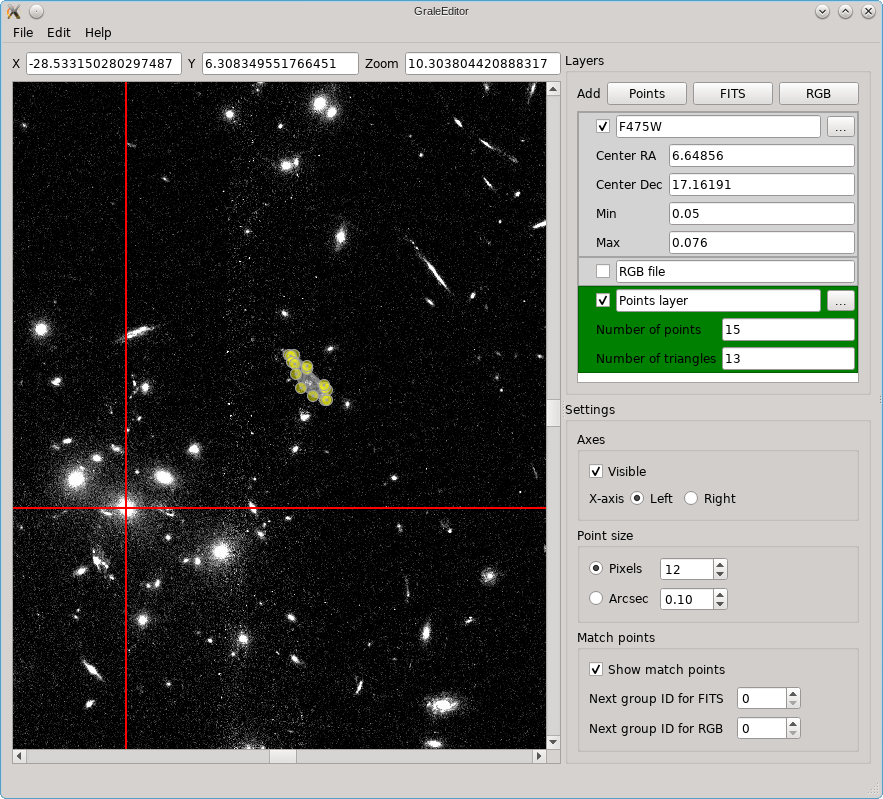 GraleEditor
File Edit Help
X -28.533150280297487 Y 6.308349551766451 Zoom 10.303804420888317
Layers
Add Points FITS RGB
F475W ...
Center RA 6.64856
Center Dec 17.16191
Min 0.05
Max 0.076
RGB file
Points layer ...
Number of points 15
Number of triangles 13
Settings
Axes
Visible
X-axis Left Right
Point size
Pixels 12
Arcsec 0.10
Match points
Show match points
Next group ID for FITS 0
Next group ID for RGB 0